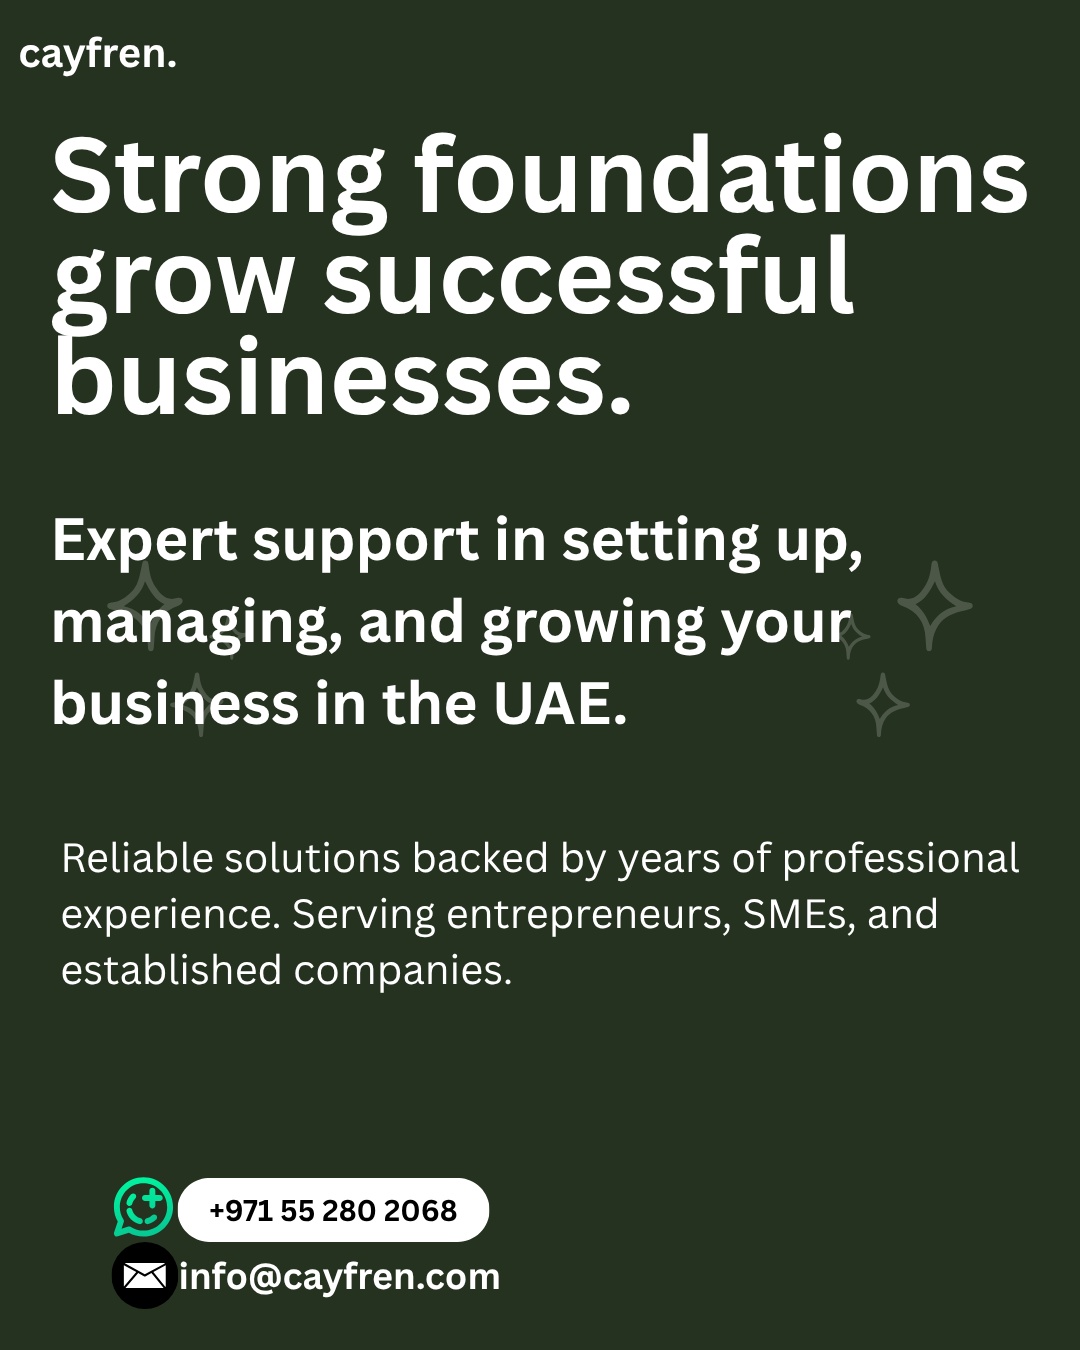 cayfren.
Strong foundations
grow successful
businesses.
Expert support in setting up,
managing, and growing your
business in the UAE.
Reliable solutions backed by years of professional
experience. Serving entrepreneurs, SMEs, and
established companies.
+971 55 280 2068
info@cayfren.com